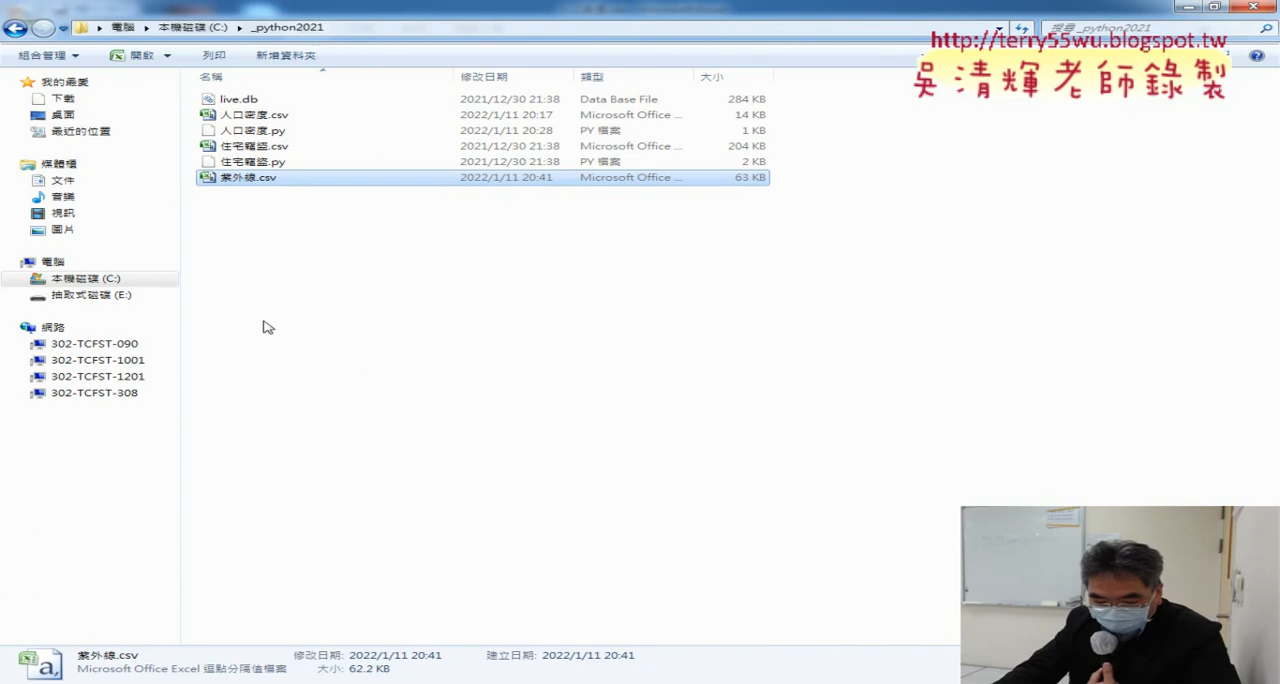 電腦 ▸ 本機磁碟 (C:) ▸ _python2021
搜尋 _python2021
http://terry55wu.blogspot.tw
吳清輝老師錄製
組合管理 開啟 列印 新增資料夾
名稱 修改日期 類型 大小
live.db 2021/12/30 21:38 Data Base File 284 KB
人口密度.csv 2022/1/11 20:17 Microsoft Office ... 14 KB
人口密度.py 2022/1/11 20:28 PY 檔案 1 KB
住宅竊盜.csv 2021/12/30 21:38 Microsoft Office ... 204 KB
住宅竊盜.py 2021/12/30 21:38 PY 檔案 2 KB
紫外線.csv 2022/1/11 20:41 Microsoft Office ... 63 KB
我的最愛
下載
桌面
最近的位置
媒體櫃
文件
音樂
視訊
圖片
電腦
本機磁碟 (C:)
抽取式磁碟 (E:)
網路
302-TCFST-090
302-TCFST-1001
302-TCFST-1201
302-TCFST-308
紫外線.csv 修改日期: 2022/1/11 20:41 建立日期: 2022/1/11 20:41
Microsoft Office Excel 逗點分隔值檔案 大小: 62.2 KB